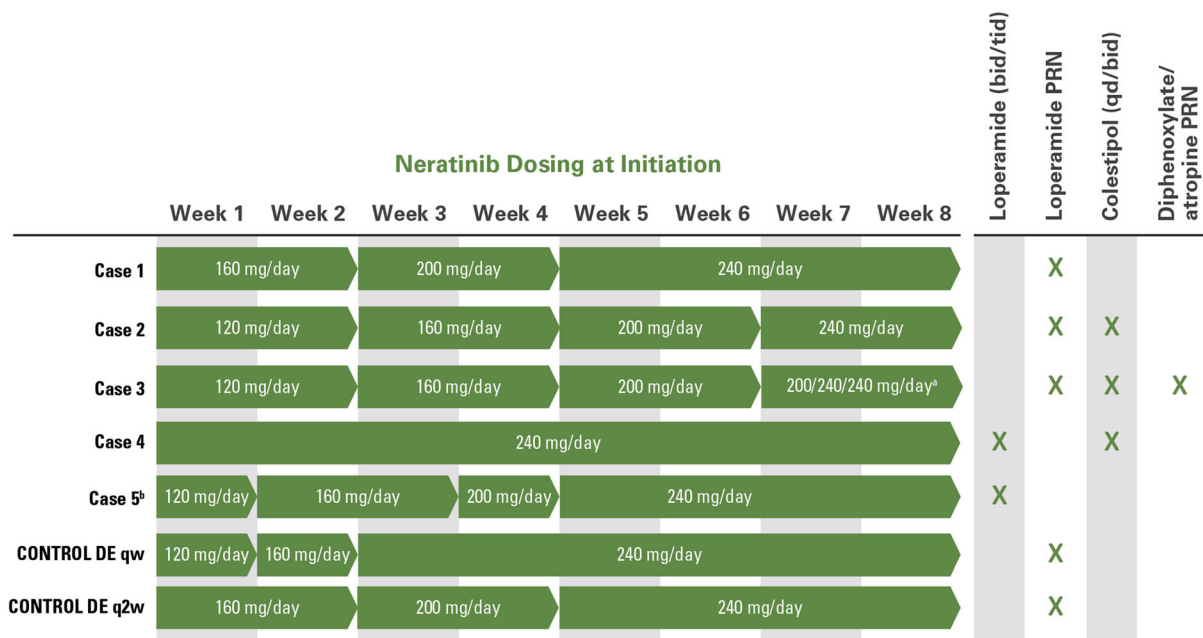 Neratinib Dosing at Initiation
Loperamide (bid/tid)
Loperamide PRN
Colestipol (qd/bid)
Diphenoxylate/
atropine PRN
Week 1 Week 2 Week 3 Week 4 Week 5 Week 6 Week 7 Week 8
Case 1 160 mg/day 200 mg/day 240 mg/day X
Case 2 120 mg/day 160 mg/day 200 mg/day 240 mg/day X X
Case 3 120 mg/day 160 mg/day 200 mg/day 200/240/240 mg/dayᵃ X X X
Case 4 240 mg/day X X
Case 5ᵇ 120 mg/day 160 mg/day 200 mg/day 240 mg/day X
CONTROL DE qw 120 mg/day 160 mg/day 240 mg/day X
CONTROL DE q2w 160 mg/day 200 mg/day 240 mg/day X